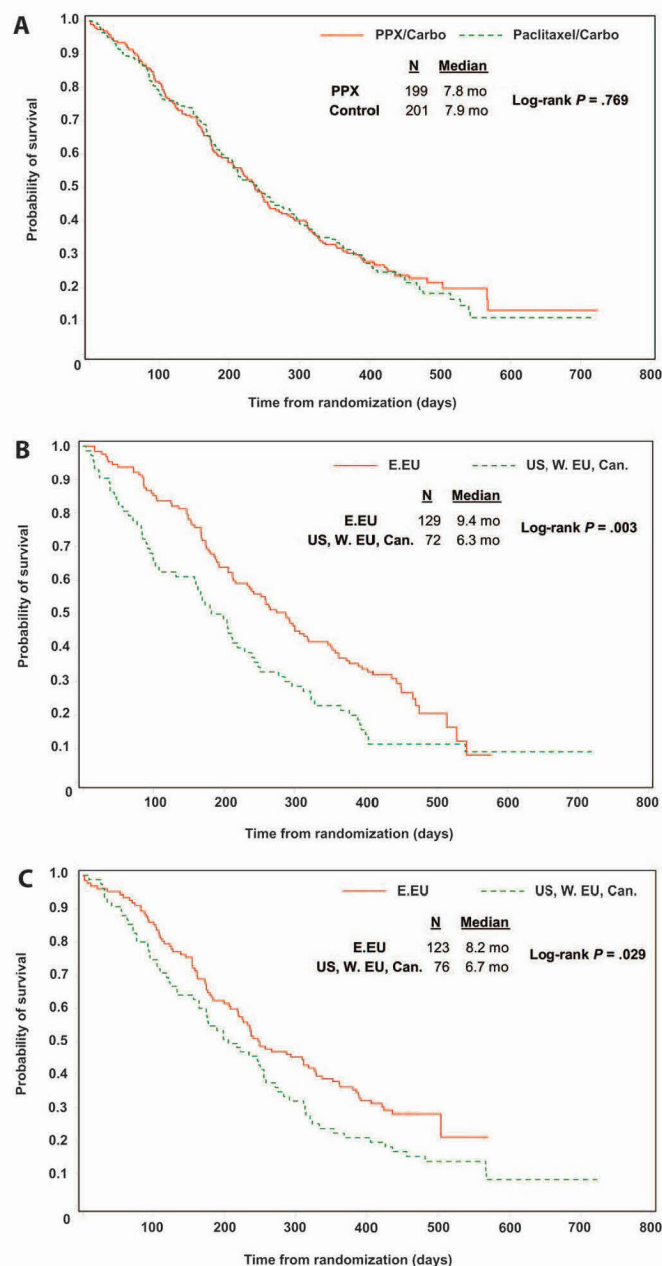 A
PPX/Carbo Paclitaxel/Carbo
N Median
PPX 199 7.8 mo
Control 201 7.9 mo
Log-rank P = .769
Probability of survival
1.0
0.9
0.8
0.7
0.6
0.5
0.4
0.3
0.2
0.1
0
100 200 300 400 500 600 700 800
Time from randomization (days)
B
E.EU US, W. EU, Can.
N Median
E.EU 129 9.4 mo
US, W. EU, Can. 72 6.3 mo
Log-rank P = .003
Probability of survival
1.0
0.9
0.8
0.7
0.6
0.5
0.4
0.3
0.2
0.1
0
100 200 300 400 500 600 700 800
Time from randomization (days)
C
E.EU US, W. EU, Can.
N Median
E.EU 123 8.2 mo
US, W. EU, Can. 76 6.7 mo
Log-rank P = .029
Probability of survival
1.0
0.9
0.8
0.7
0.6
0.5
0.4
0.3
0.2
0.1
0
100 200 300 400 500 600 700 800
Time from randomization (days)